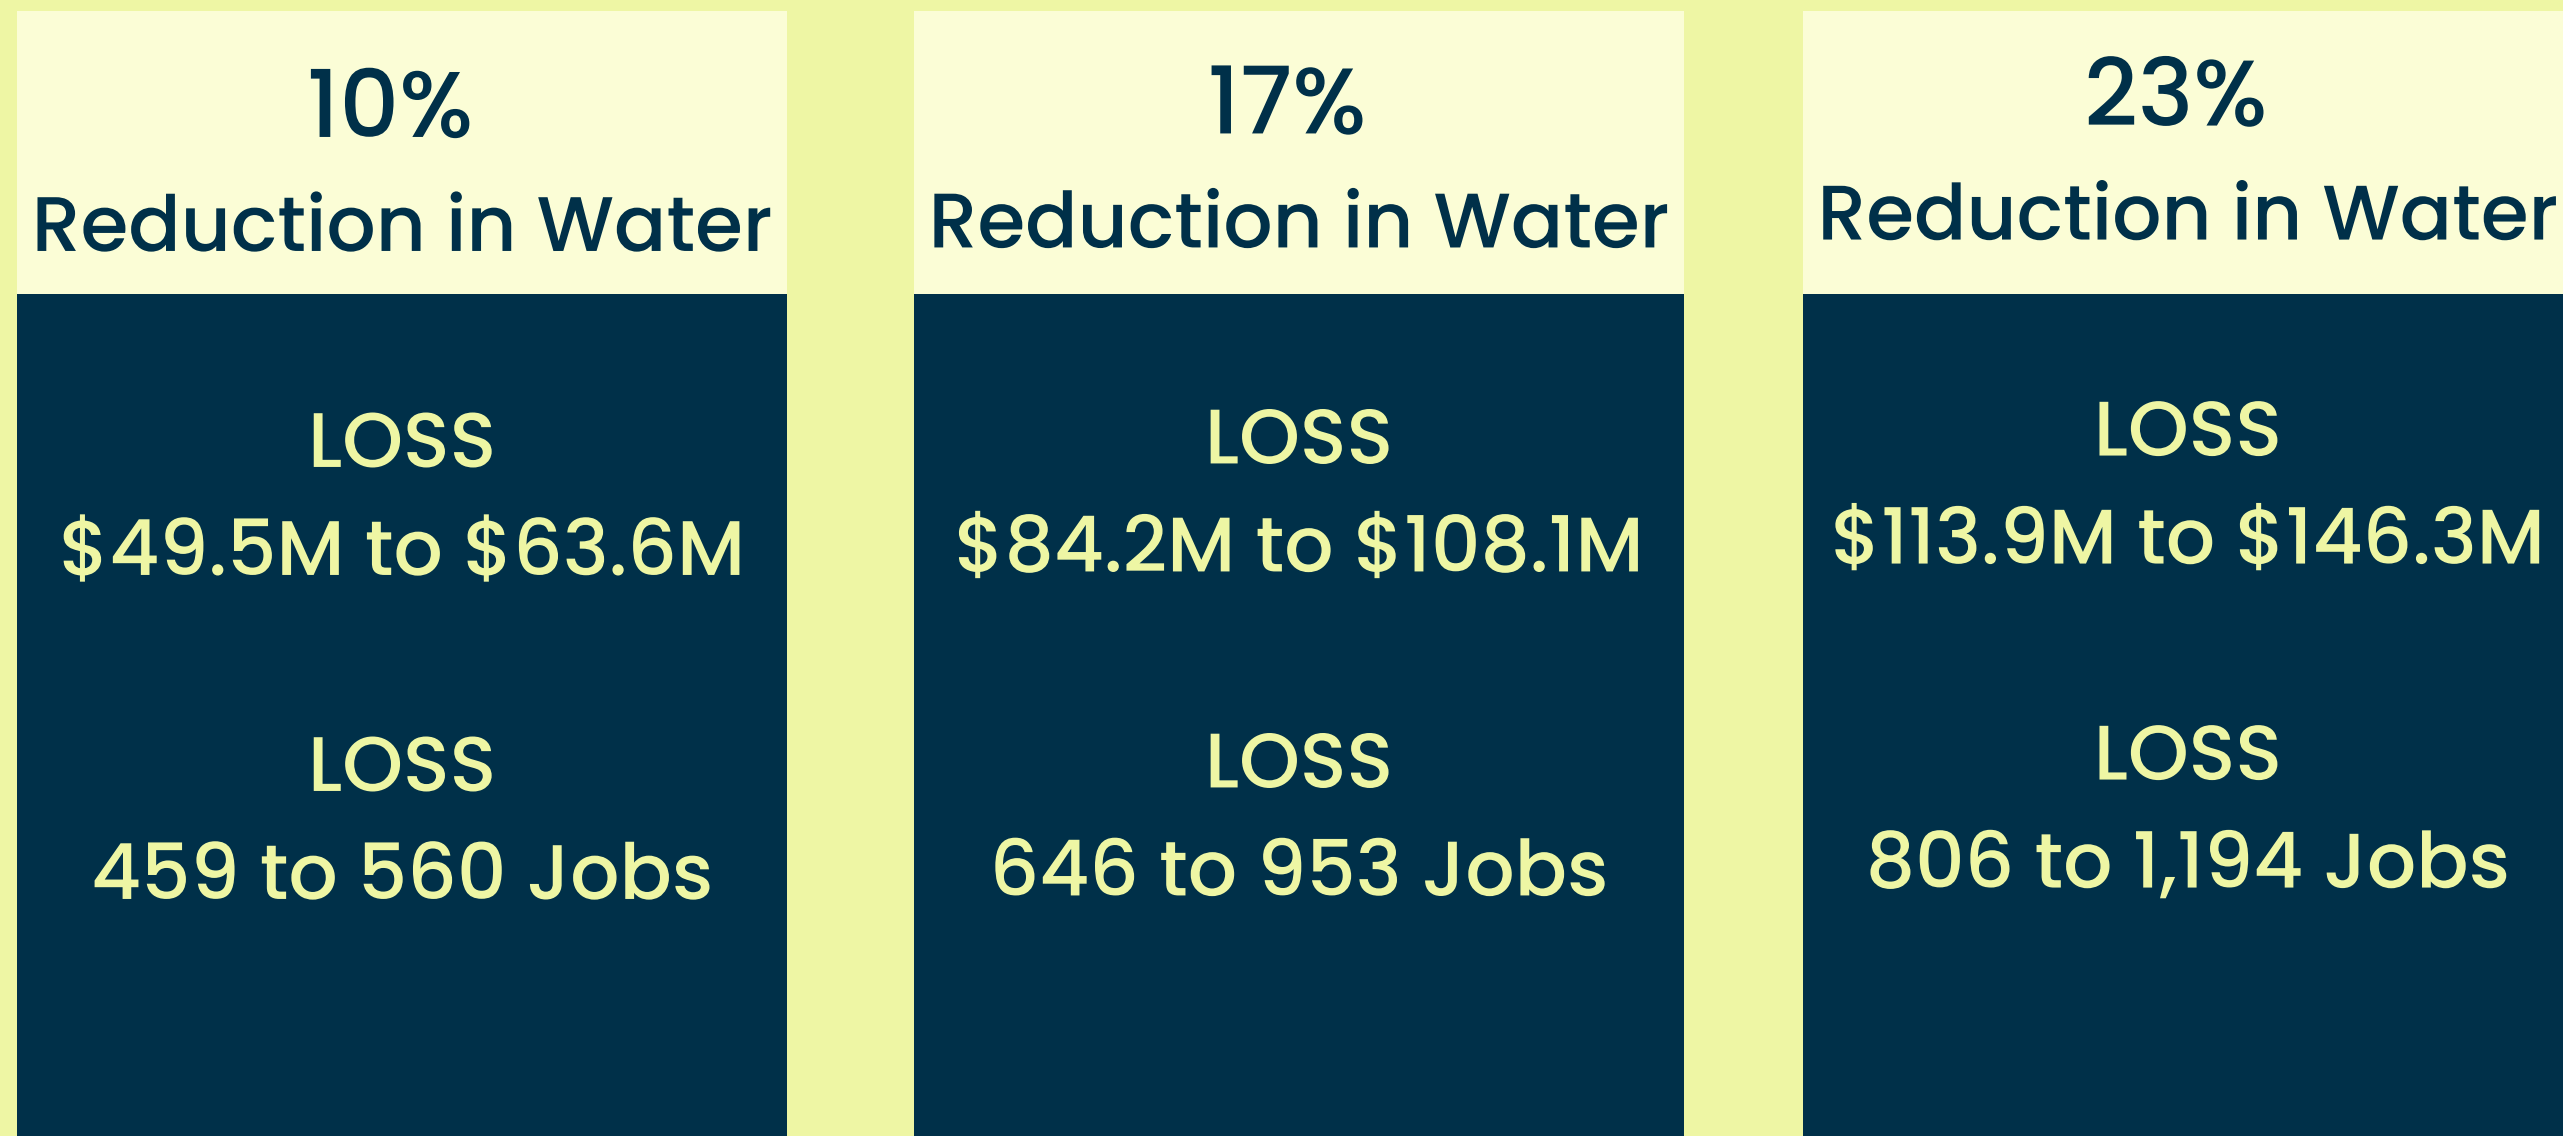 10%
Reduction in Water
LOSS
$49.5M to $63.6M
LOSS
459 to 560 Jobs
17%
Reduction in Water
LOSS
$84.2M to $108.1M
LOSS
646 to 953 Jobs
23%
Reduction in Water
LOSS
$113.9M to $146.3M
LOSS
806 to 1,194 Jobs